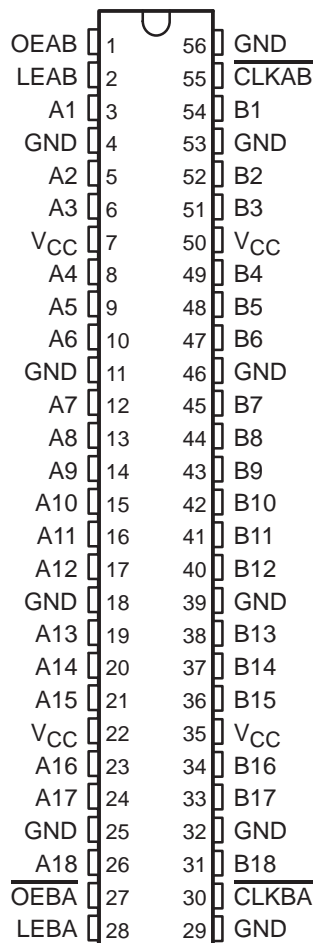 OEAB 1 56 GND
LEAB 2 55 CLKAB
A1 3 54 B1
GND 4 53 GND
A2 5 52 B2
A3 6 51 B3
VCC 7 50 VCC
A4 8 49 B4
A5 9 48 B5
A6 10 47 B6
GND 11 46 GND
A7 12 45 B7
A8 13 44 B8
A9 14 43 B9
A10 15 42 B10
A11 16 41 B11
A12 17 40 B12
GND 18 39 GND
A13 19 38 B13
A14 20 37 B14
A15 21 36 B15
VCC 22 35 VCC
A16 23 34 B16
A17 24 33 B17
GND 25 32 GND
A18 26 31 B18
OEBA 27 30 CLKBA
LEBA 28 29 GND